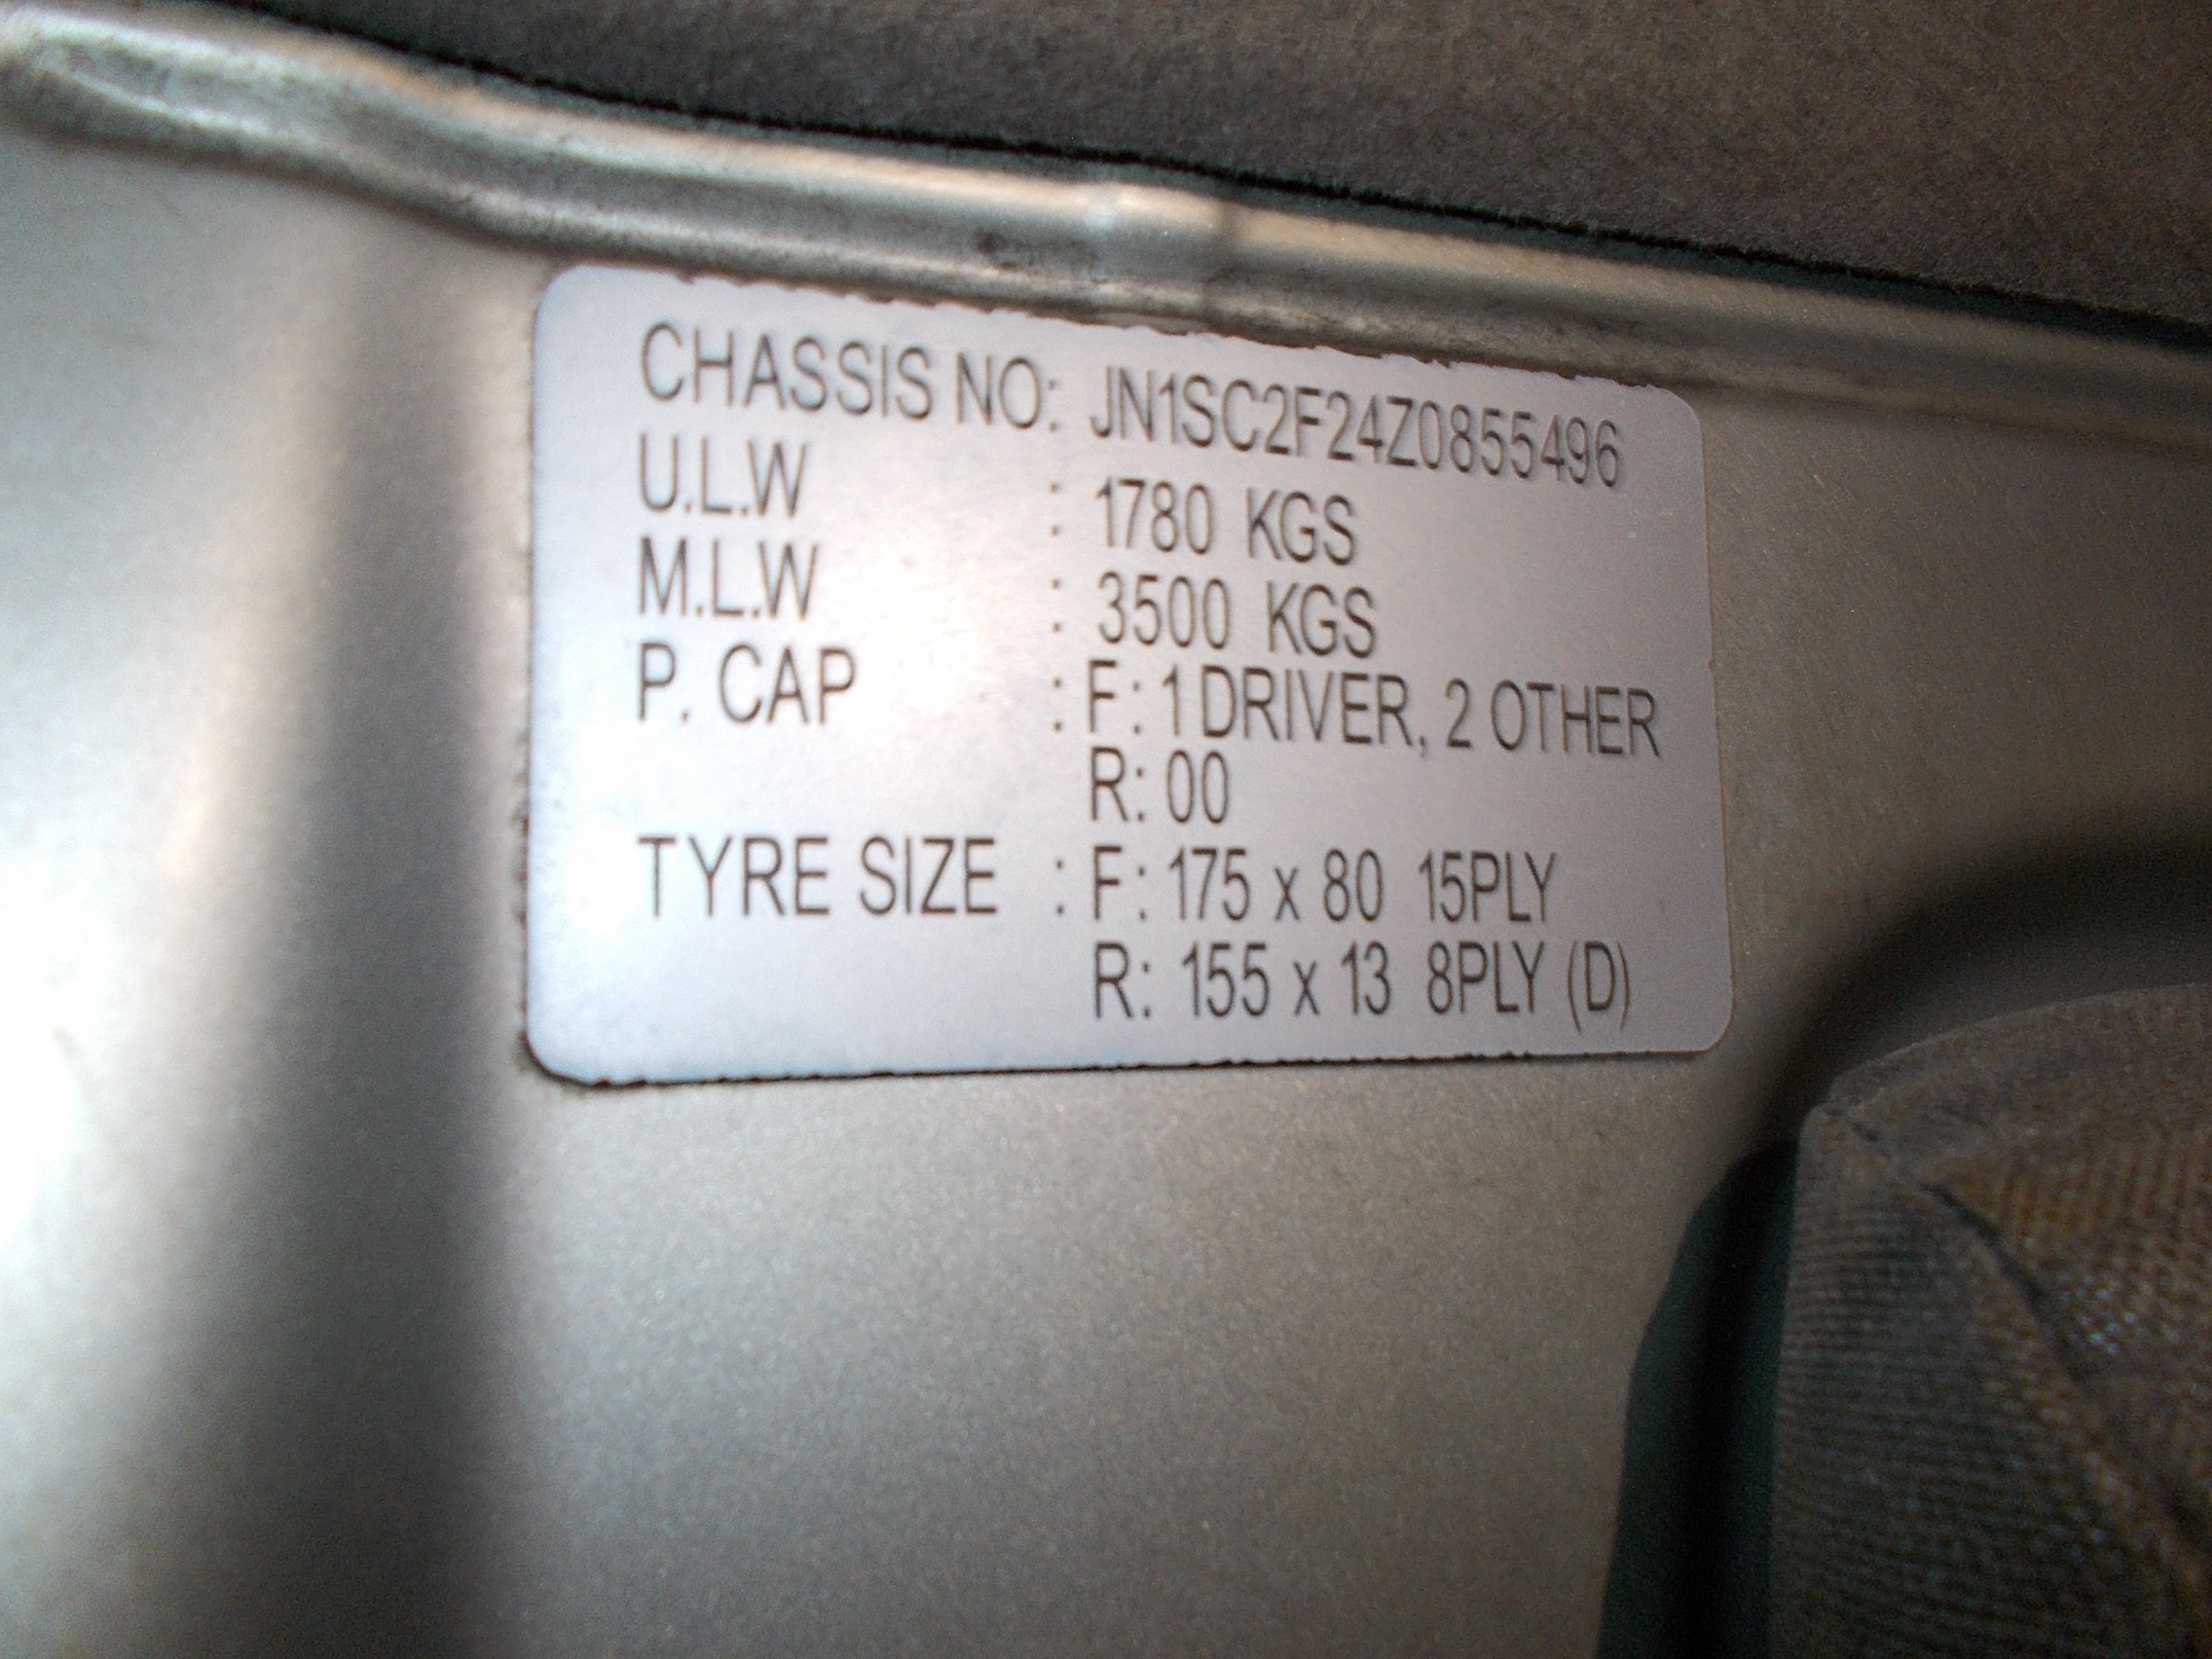 CHASSIS NO: JN1SC2F24Z0855496
U.L.W : 1780 KGS
M.L.W : 3500 KGS
P. CAP : F: 1 DRIVER, 2 OTHER
R: 00
TYRE SIZE : F: 175 x 80 15PLY
R: 155 x 13 8PLY (D)